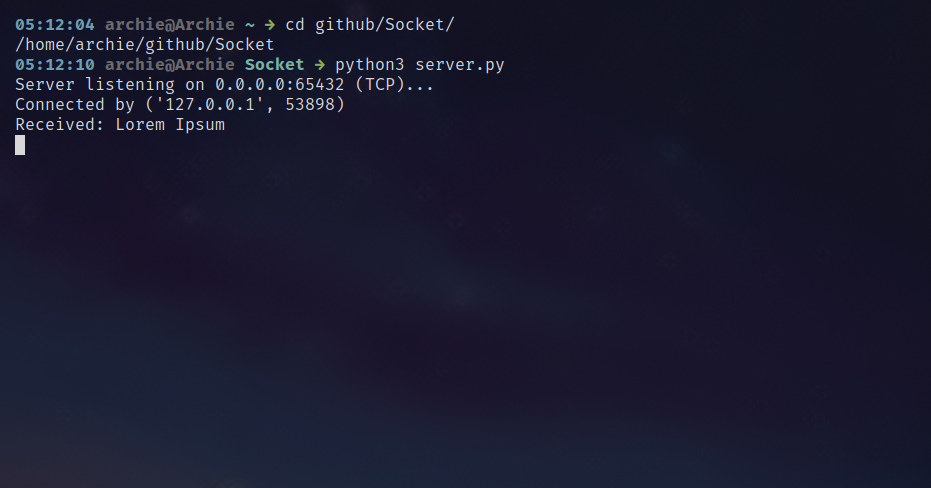 05:12:04 archie@Archie ~ → cd github/Socket/
/home/archie/github/Socket
05:12:10 archie@Archie Socket → python3 server.py
Server listening on 0.0.0.0:65432 (TCP)...
Connected by ('127.0.0.1', 53898)
Received: Lorem Ipsum